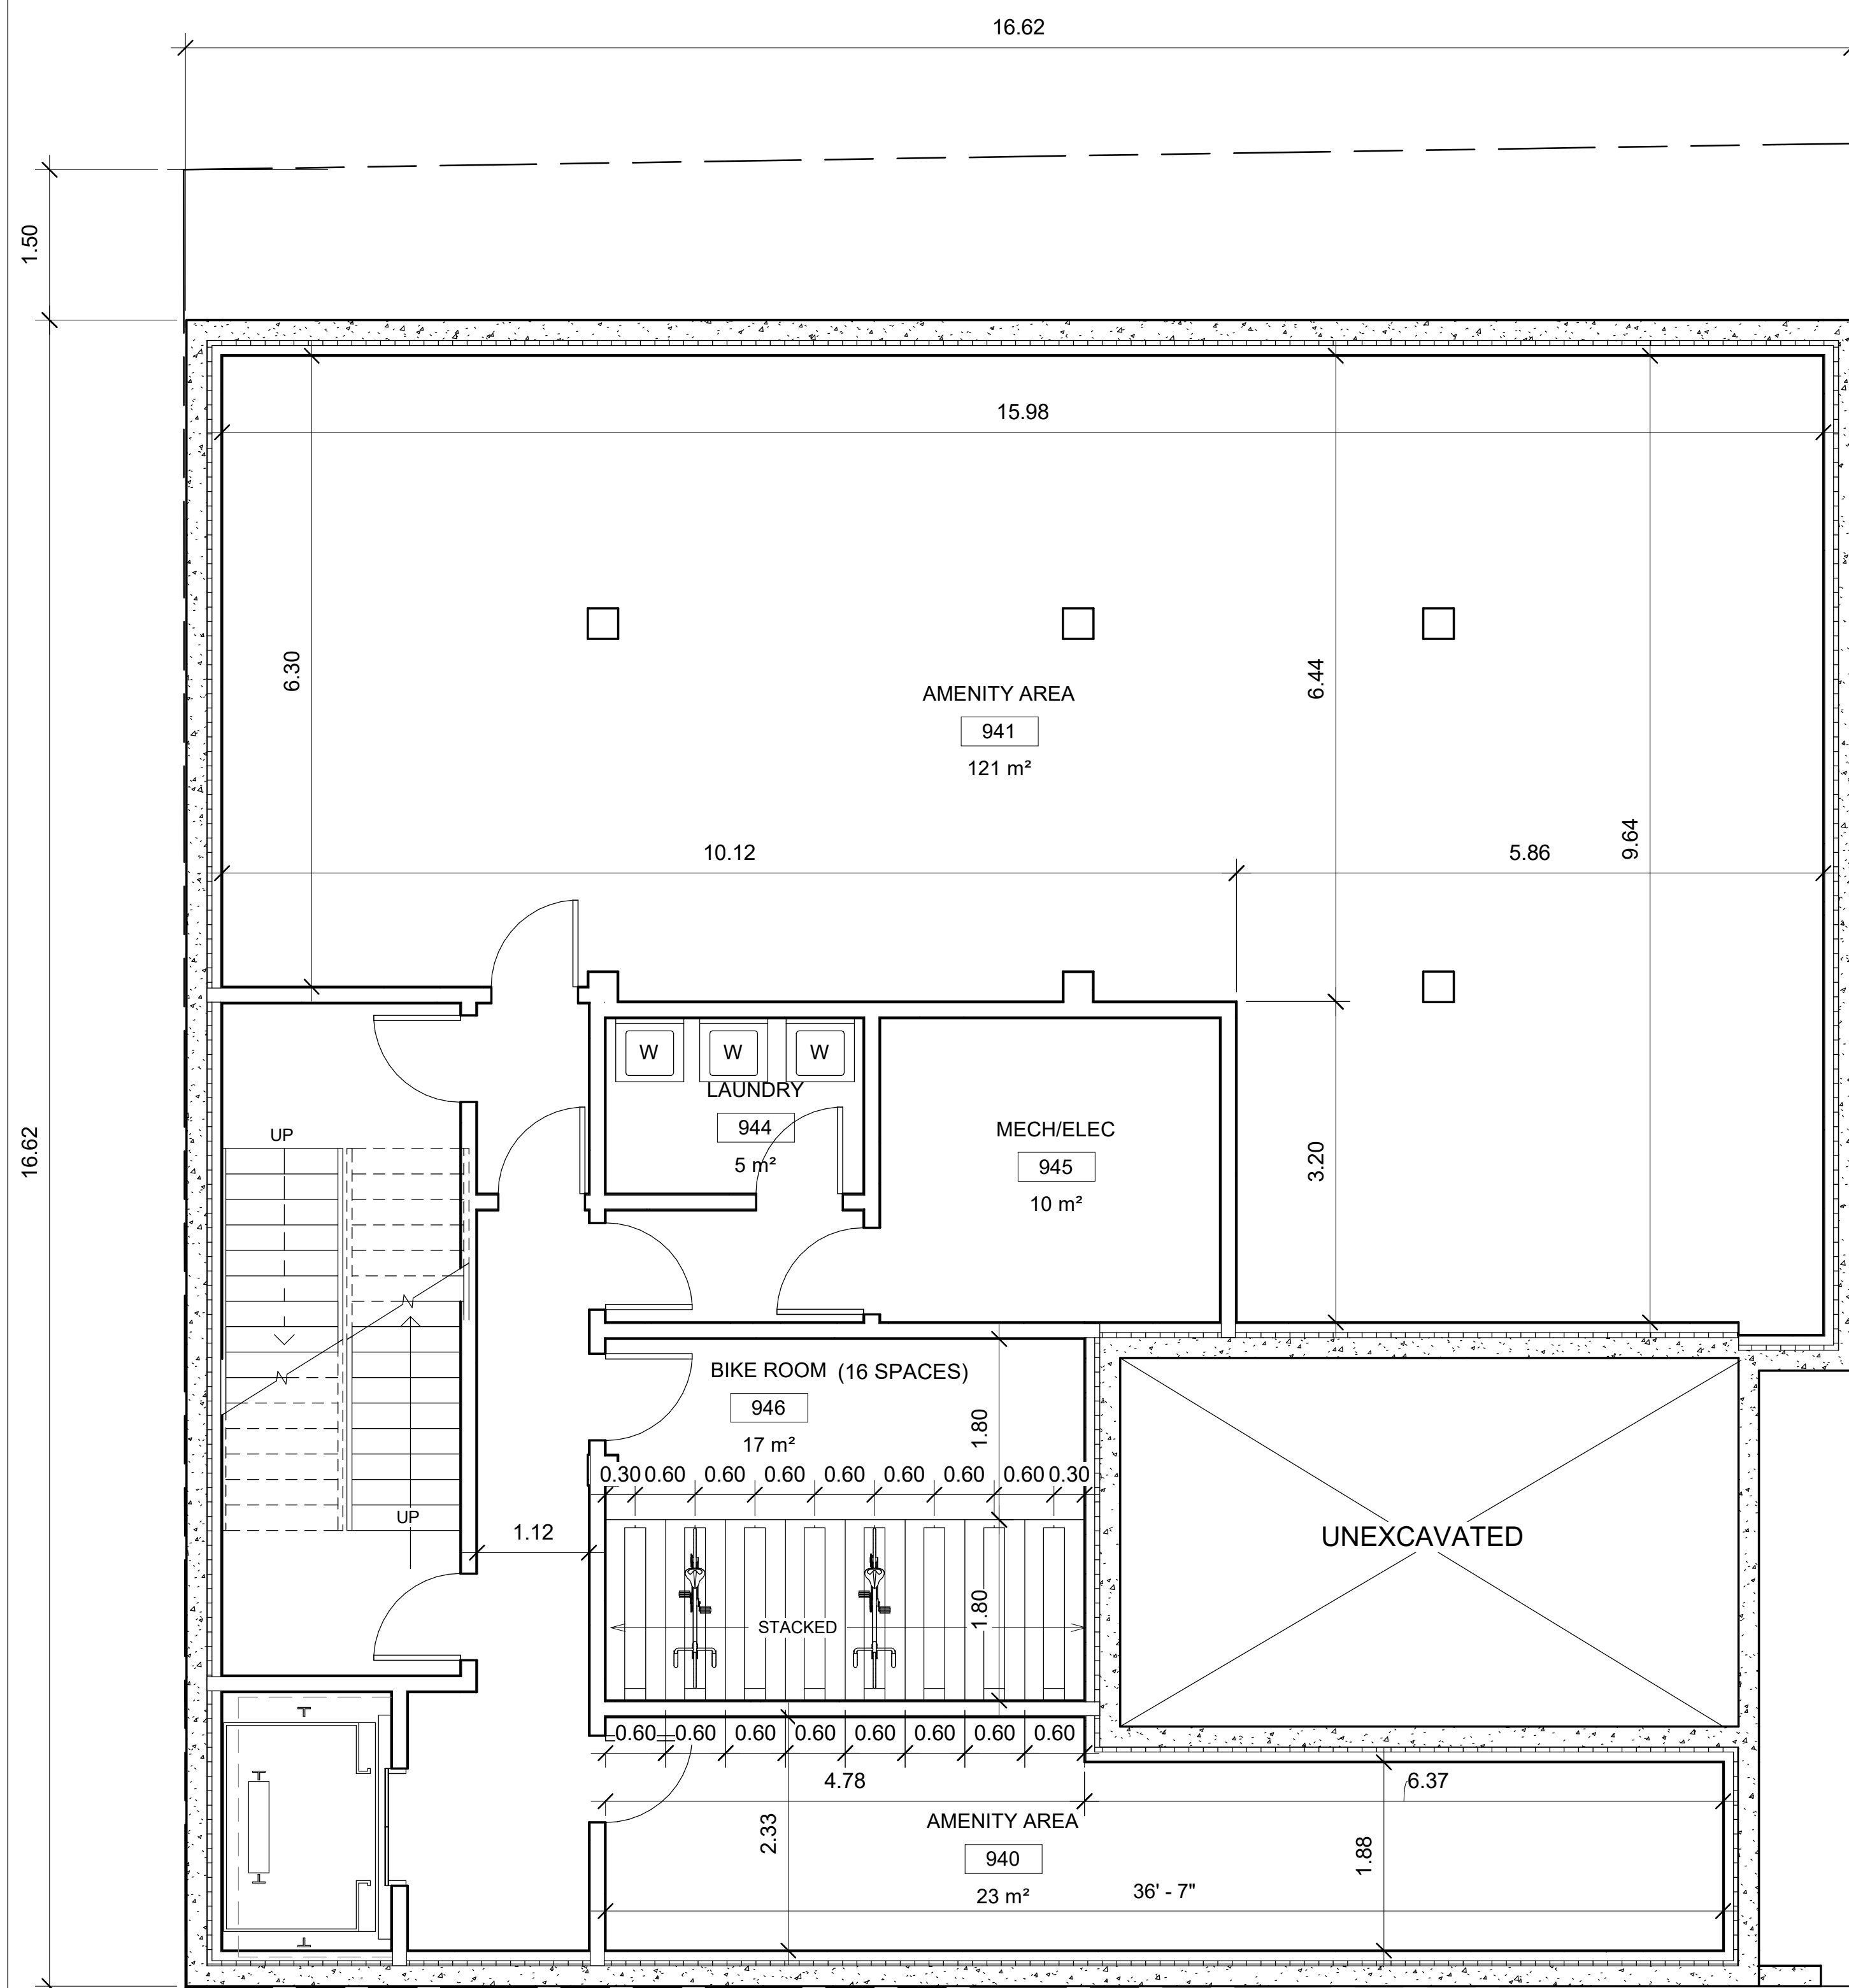 16.62
1.50
15.98
6.30
6.44
AMENITY AREA
941
121 m²
10.12
5.86
9.64
W
W
W
LAUNDRY
944
5 m²
MECH/ELEC
945
10 m²
UP
16.62
3.20
BIKE ROOM (16 SPACES)
946
17 m²
1.80
0.30
0.60
0.60
0.60
0.60
0.60
0.60
0.60
0.30
UP
1.12
UNEXCAVATED
1.80
STACKED
0.60
0.60
0.60
0.60
0.60
0.60
0.60
0.60
4.78
6.37
AMENITY AREA
2.33
940
1.88
23 m²
36' - 7"